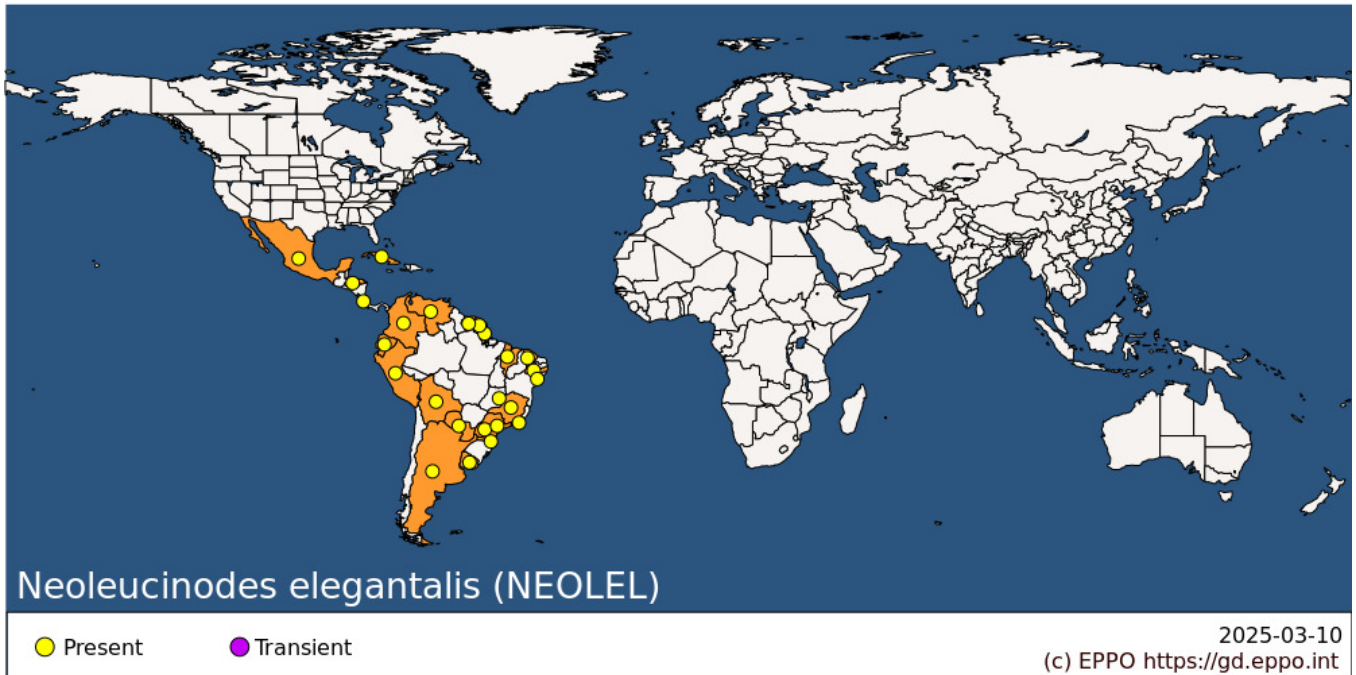 Neoleucinodes elegantalis (NEOLEL)
Present
Transient
2025-03-10
(c) EPPO https://gd.eppo.int